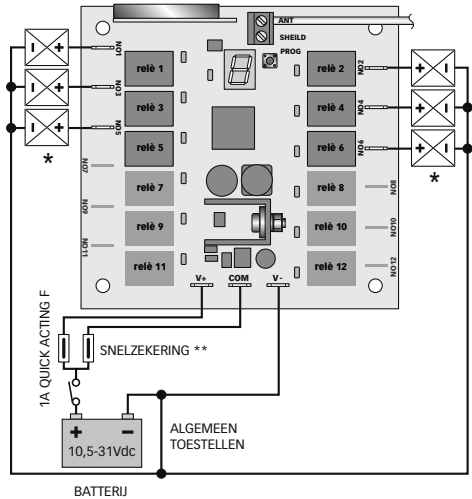 ANT
SHEILD
PROG
- +
NO1
relè 1
relè 2
NO2
+ -
- +
NO3
relè 3
relè 4
NO4
+ -
- +
NO5
relè 5
relè 6
NO6
+ -
*
*
NO7
relè 7
relè 8
NO8
NO9
relè 9
relè 10
NO10
NO11
relè 11
relè 12
NO12
V+
COM
V-
1A QUICK ACTING F
SNELZEKERING **
+ -
10,5-31Vdc
ALGEMEEN
TOESTELLEN
BATTERIJ